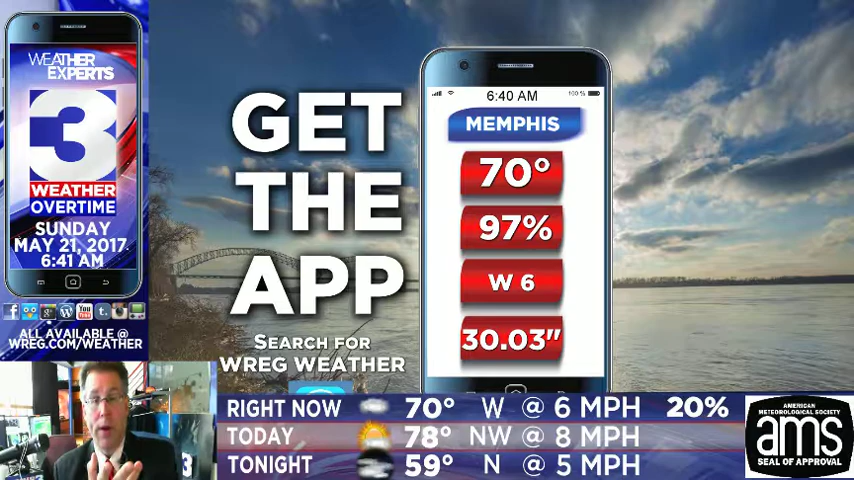 WEATHER
EXPERTS
3
WEATHER
OVERTIME
SUNDAY
MAY 21, 2017
6:41 AM
ALL AVAILABLE @
WREG.COM/WEATHER
GET
THE
APP
SEARCH FOR
WREG WEATHER
6:40 AM
100 %
MEMPHIS
70°
97%
W 6
30.03"
RIGHT NOW 70° W @ 6 MPH 20%
TODAY 78° NW @ 8 MPH
TONIGHT 59° N @ 5 MPH
3
AMERICAN
METEOROLOGICAL SOCIETY
ams
SEAL OF APPROVAL